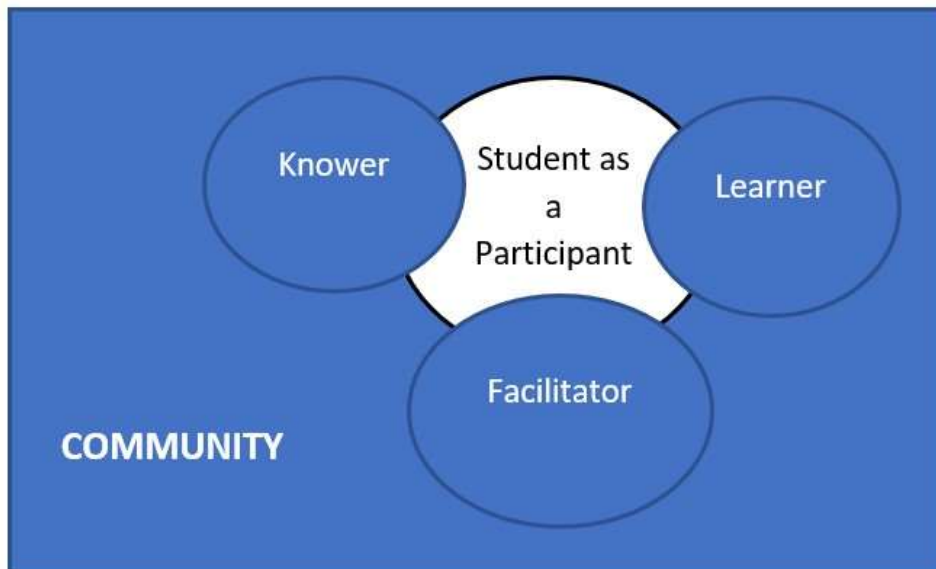 Knower
Student as
a
Participant
Learner
Facilitator
COMMUNITY